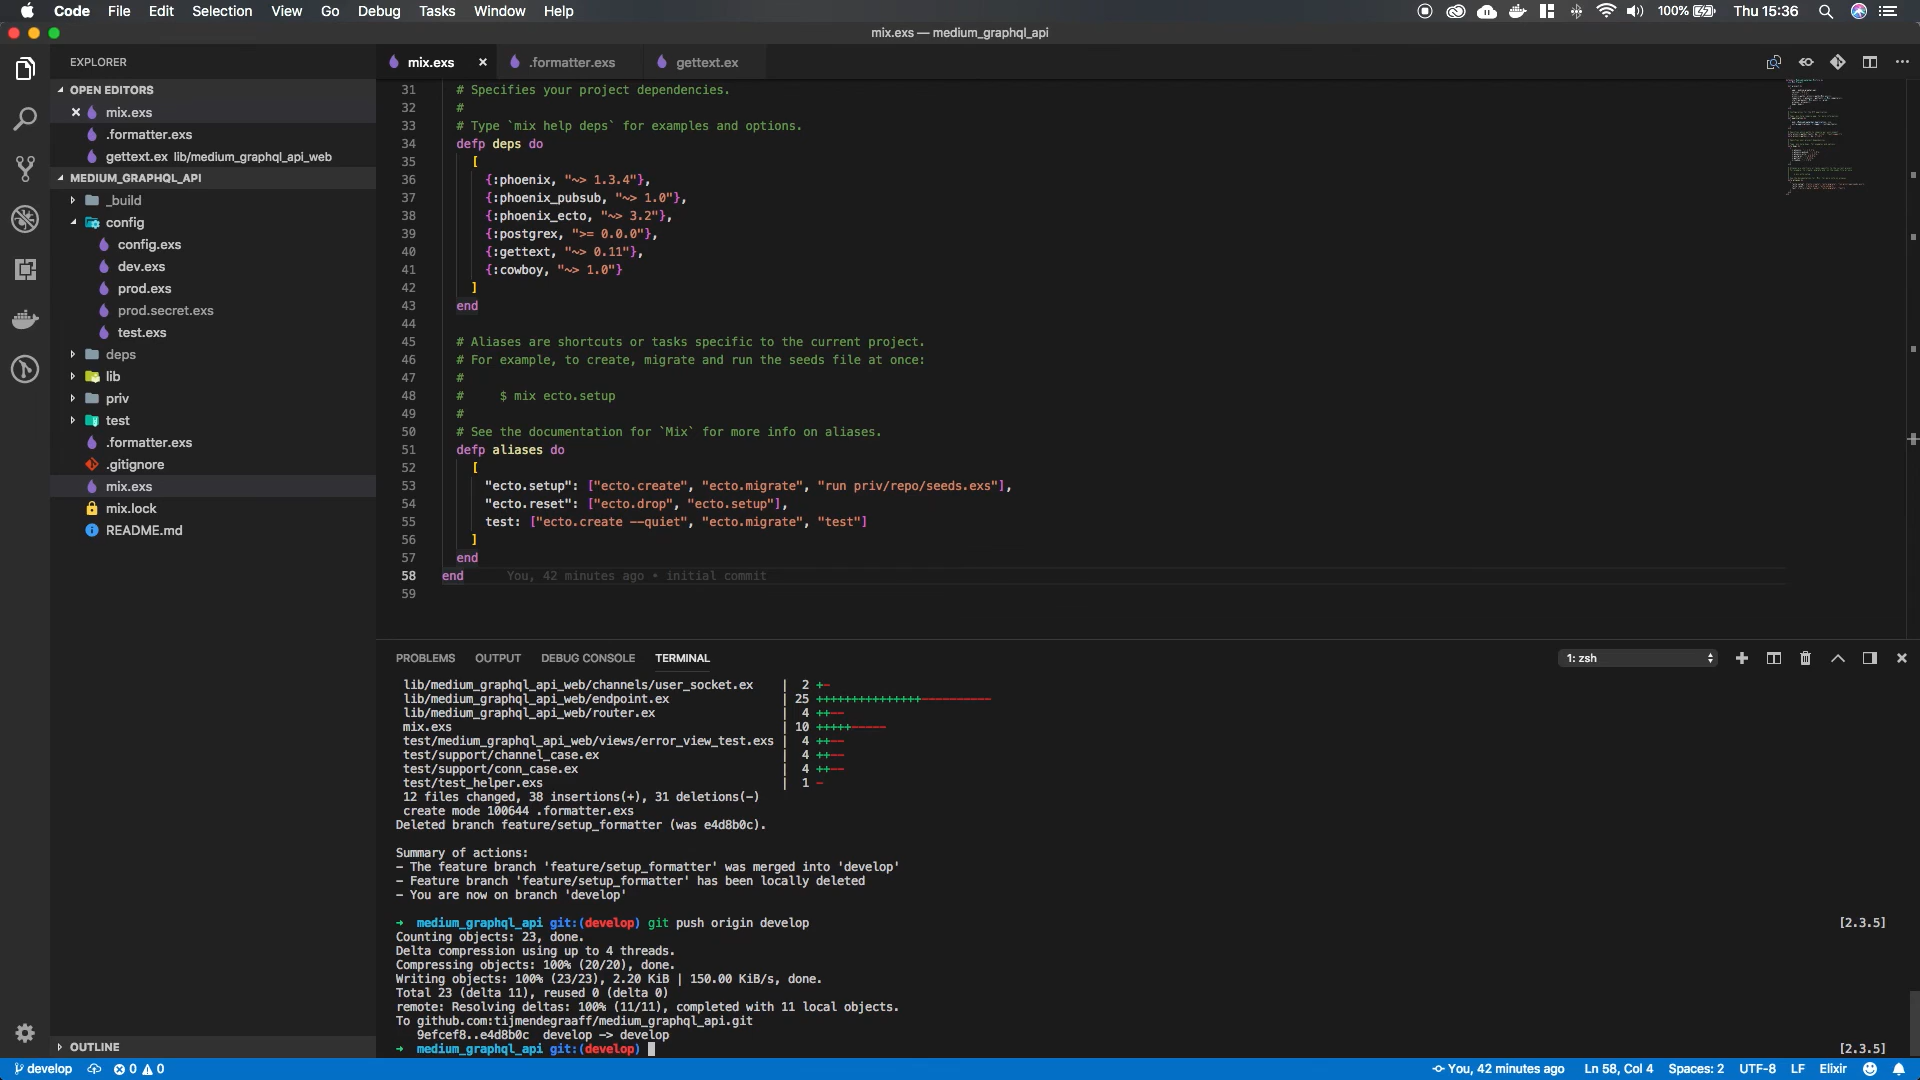 Code File Edit Selection View Go Debug Tasks Window Help
100% Thu 15:36
mix.exs — medium_graphql_api
EXPLORER
OPEN EDITORS
mix.exs
.formatter.exs
gettext.ex lib/medium_graphql_api_web
MEDIUM_GRAPHQL_API
_build
config
config.exs
dev.exs
prod.exs
prod.secret.exs
test.exs
deps
lib
priv
test
.formatter.exs
.gitignore
mix.exs
mix.lock
README.md
OUTLINE
mix.exs .formatter.exs gettext.ex
31 # Specifies your project dependencies.
32 #
33 # Type `mix help deps` for examples and options.
34 defp deps do
35 [
36 {:phoenix, "~> 1.3.4"},
37 {:phoenix_pubsub, "~> 1.0"},
38 {:phoenix_ecto, "~> 3.2"},
39 {:postgrex, ">= 0.0.0"},
40 {:gettext, "~> 0.11"},
41 {:cowboy, "~> 1.0"}
42 ]
43 end
44
45 # Aliases are shortcuts or tasks specific to the current project.
46 # For example, to create, migrate and run the seeds file at once:
47 #
48 # $ mix ecto.setup
49 #
50 # See the documentation for `Mix` for more info on aliases.
51 defp aliases do
52 [
53 "ecto.setup": ["ecto.create", "ecto.migrate", "run priv/repo/seeds.exs"],
54 "ecto.reset": ["ecto.drop", "ecto.setup"],
55 test: ["ecto.create --quiet", "ecto.migrate", "test"]
56 ]
57 end
58 end You, 42 minutes ago • initial commit
59
PROBLEMS OUTPUT DEBUG CONSOLE TERMINAL 1: zsh
lib/medium_graphql_api_web/channels/user_socket.ex | 2 +-
lib/medium_graphql_api_web/endpoint.ex | 25 +++++++++++++++----------
lib/medium_graphql_api_web/router.ex | 4 ++--
mix.exs | 10 +++++-----
test/medium_graphql_api_web/views/error_view_test.exs | 4 ++--
test/support/channel_case.ex | 4 ++--
test/support/conn_case.ex | 4 ++--
test/test_helper.exs | 1 -
12 files changed, 38 insertions(+), 31 deletions(-)
create mode 100644 .formatter.exs
Deleted branch feature/setup_formatter (was e4d8b0c).
Summary of actions:
- The feature branch 'feature/setup_formatter' was merged into 'develop'
- Feature branch 'feature/setup_formatter' has been locally deleted
- You are now on branch 'develop'
→ medium_graphql_api git:(develop) git push origin develop [2.3.5]
Counting objects: 23, done.
Delta compression using up to 4 threads.
Compressing objects: 100% (20/20), done.
Writing objects: 100% (23/23), 2.20 KiB | 150.00 KiB/s, done.
Total 23 (delta 11), reused 0 (delta 0)
remote: Resolving deltas: 100% (11/11), completed with 11 local objects.
To github.com:tijmendegraaff/medium_graphql_api.git
9efcef8..e4d8b0c develop -> develop
→ medium_graphql_api git:(develop) [2.3.5]
develop 0 0 You, 42 minutes ago Ln 58, Col 4 Spaces: 2 UTF-8 LF Elixir